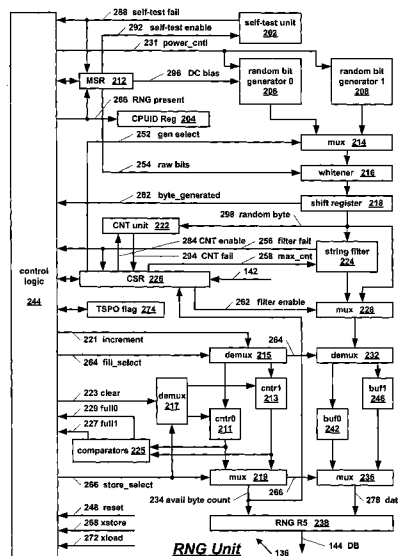 288 self-test fail
292 self-test enable
self-test unit
202
231 power_cntl
MSR 212
296 DC bias
random bit generator 0
206
random bit generator 1
208
286 RNG present
CPUID Reg 204
252 gen select
mux 214
254 raw bits
whitener 216
282 byte_generated
shift register 218
298 random byte
CNT unit 222
284 CNT enable
256 filter fail
294 CNT fail
258 max_cnt
string filter
224
control logic
244
CSR 226
142
TSPO flag 274
262 filter enable
mux 228
221 increment
264
264 fill_select
demux 215
demux 232
223 clear
demux 217
cntr1 213
buf1 246
229 full0
227 full1
cntr0 211
buf0 242
comparators 225
266 store_select
mux 219
266
mux 236
234 avail byte count
278 data
248 reset
268 xstore
272 xload
RNG R5 238
RNG Unit
136
144 DB